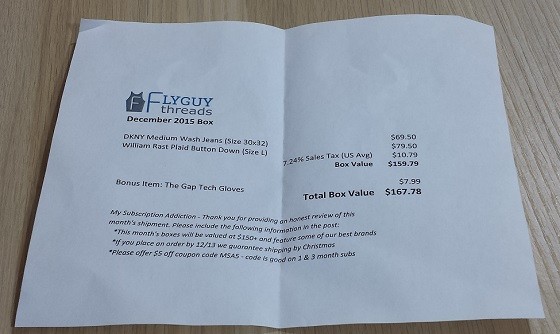 FLYGUY
threads
December 2015 Box
DKNY Medium Wash Jeans (Size 30x32) $69.50
William Rast Plaid Button Down (Size L) $79.50
7.24% Sales Tax (US Avg) $10.79
Box Value $159.79
Bonus Item: The Gap Tech Gloves $7.99
Total Box Value $167.78
My Subscription Addiction - Thank you for providing an honest review of this
month's shipment. Please include the following information in the post:
*This month's boxes will be valued at $150+ and feature some of our best brands
*If you place an order by 12/13 we guarantee shipping by Christmas
*Please offer $5 off coupon code MSA5 - code is good on 1 & 3 month subs